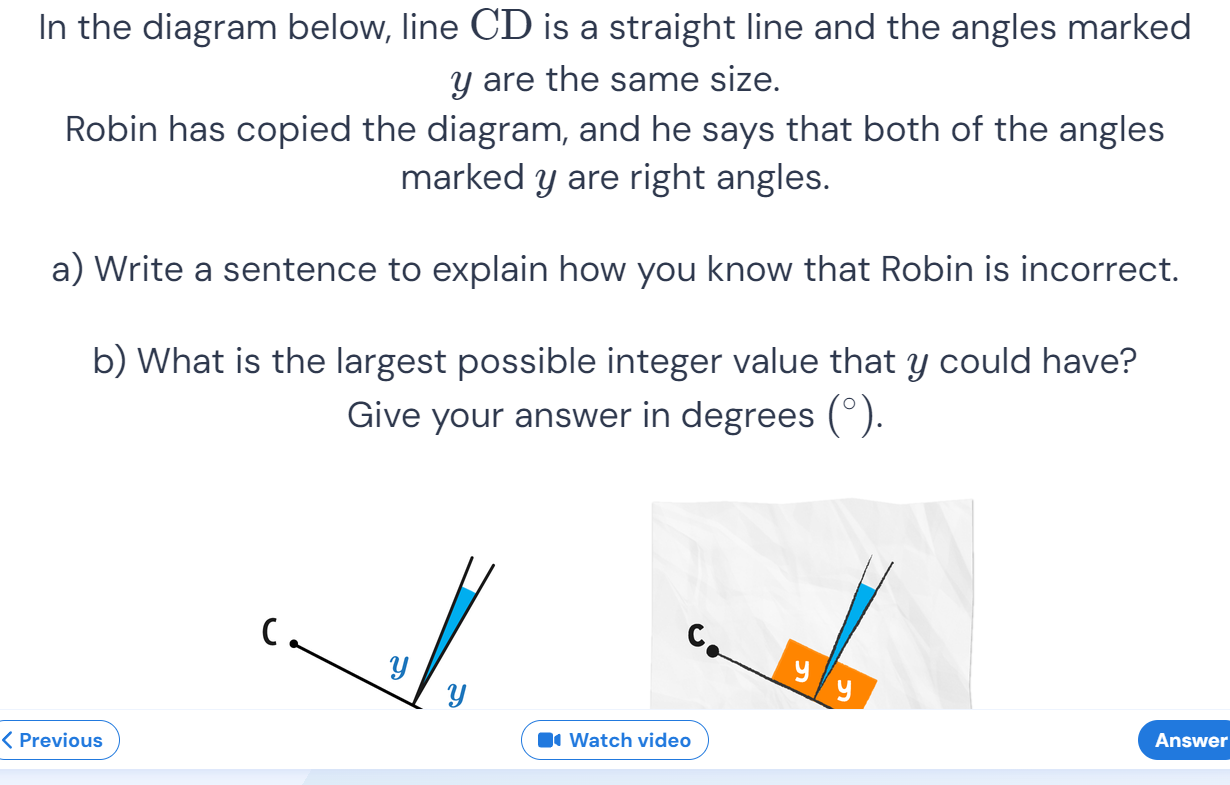 In the diagram below, line CD is a straight line and the angles marked
y are the same size.
Robin has copied the diagram, and he says that both of the angles
marked y are right angles.
a) Write a sentence to explain how you know that Robin is incorrect.
b) What is the largest possible integer value that y could have?
Give your answer in degrees (°).
C
y
y
C
y
y
Previous
Watch video
Answer